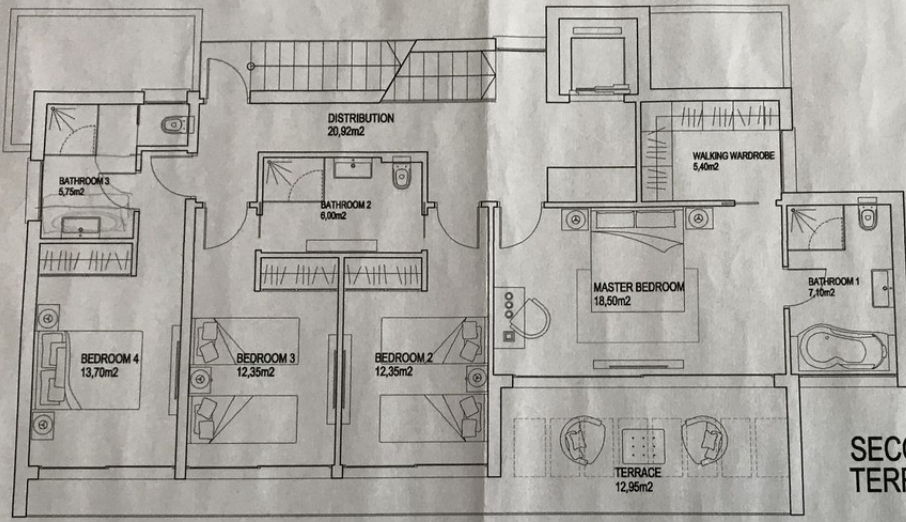 DISTRIBUTION
20,92m2
WALKING WARDROBE
5,40m2
BATHROOM 3
5,75m2
BATHROOM 2
6,00m2
MASTER BEDROOM
18,50m2
BATHROOM 1
7,10m2
BEDROOM 4
13,70m2
BEDROOM 3
12,35m2
BEDROOM 2
12,35m2
TERRACE
12,95m2